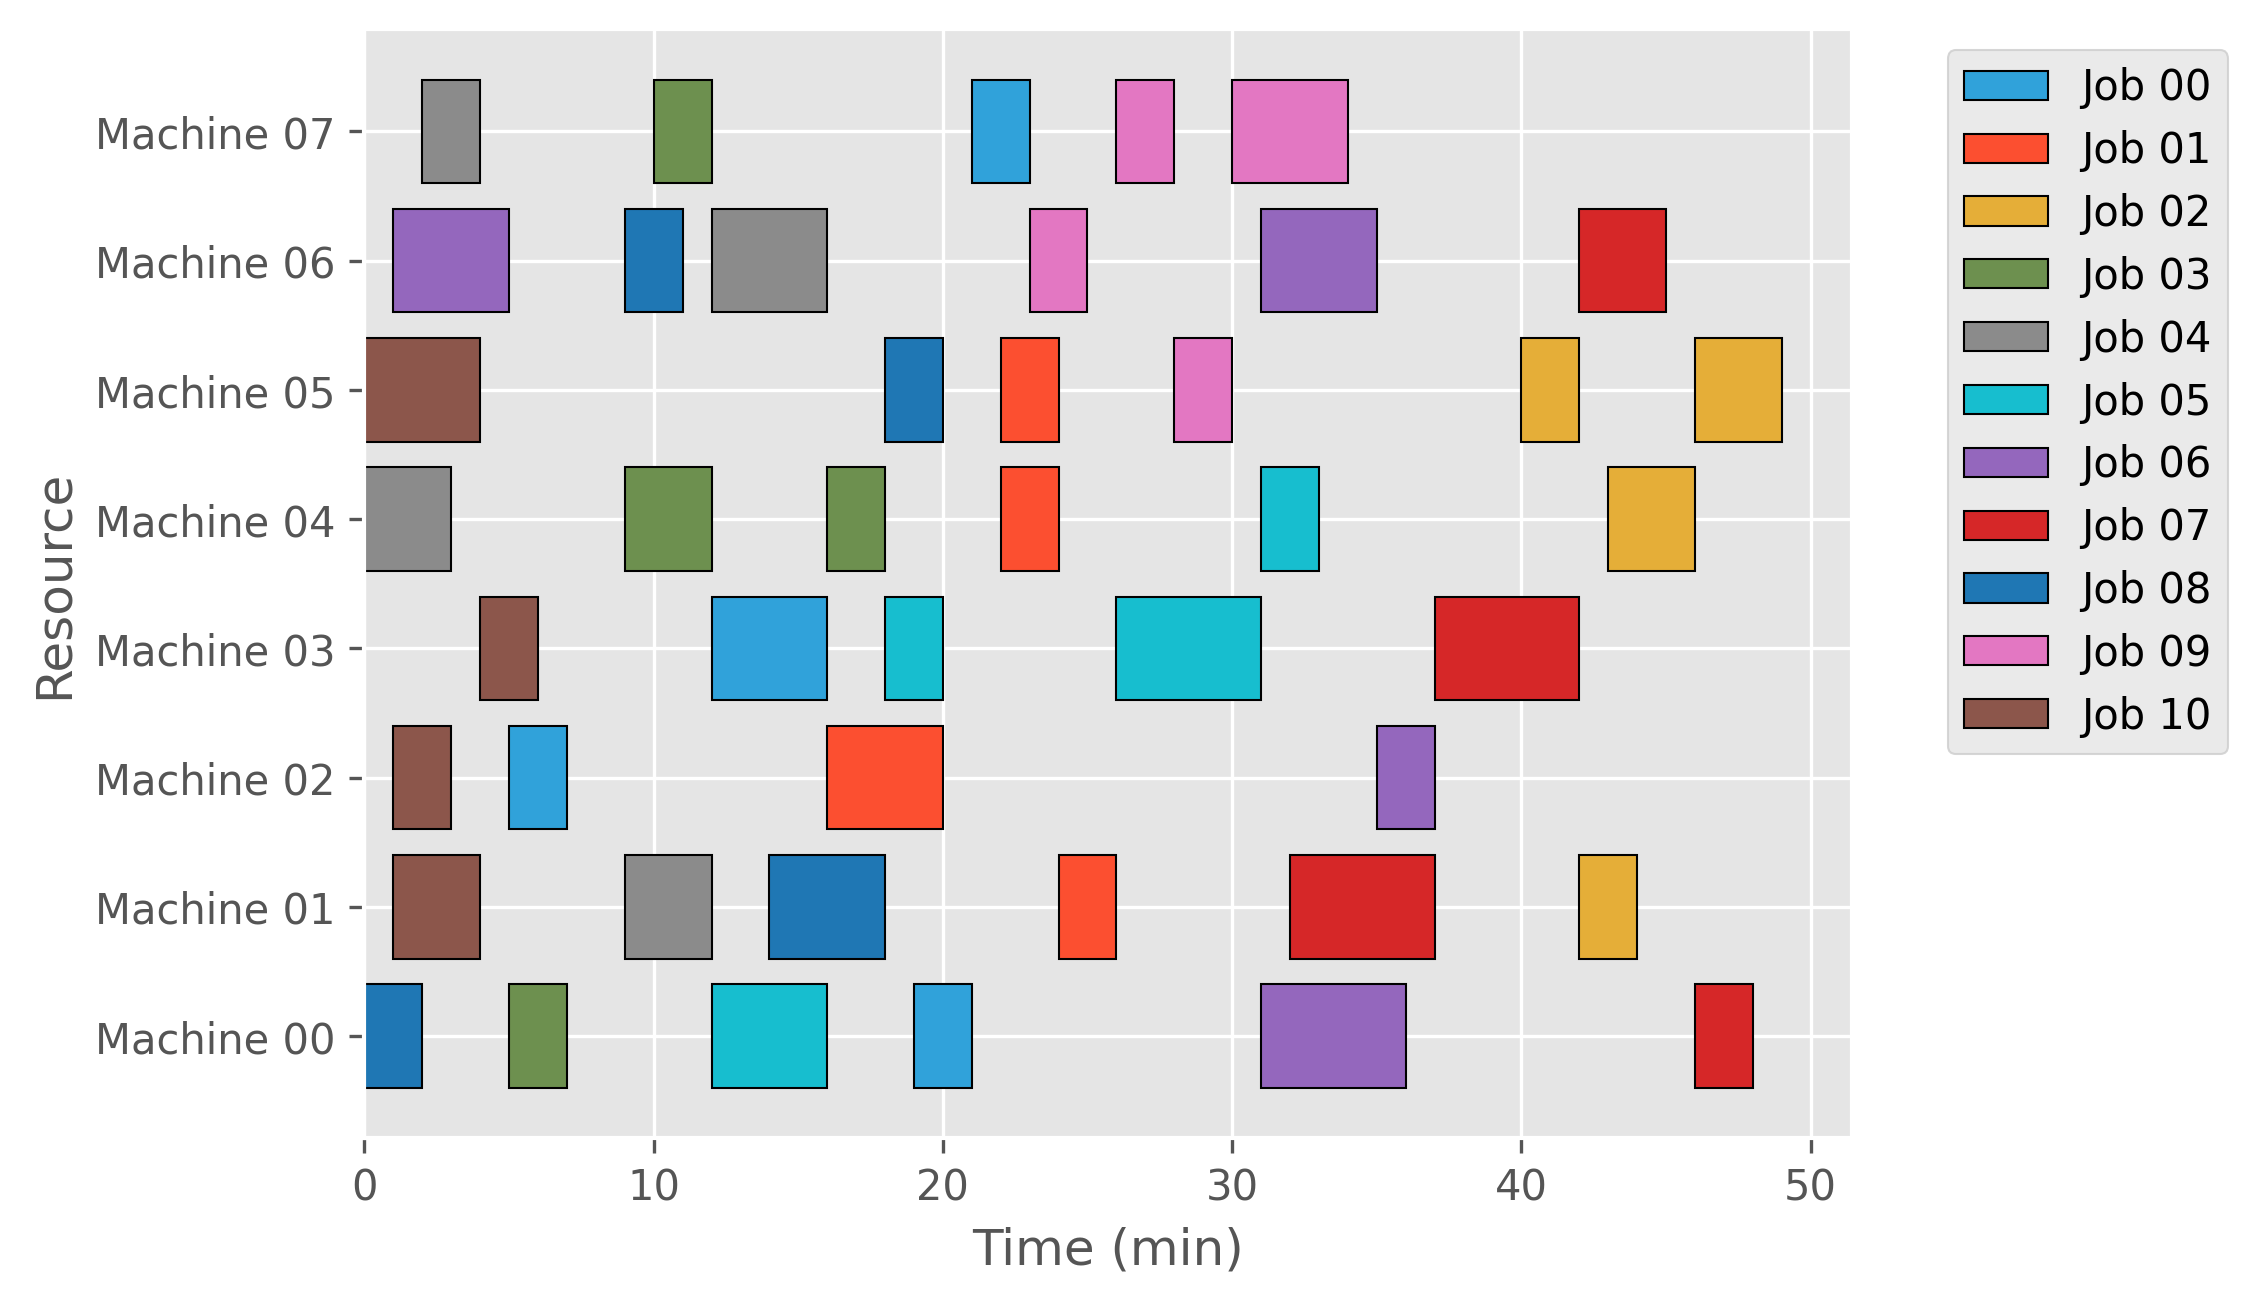 Machine 07
Machine 06
Machine 05
Machine 04
Machine 03
Machine 02
Machine 01
Machine 00
Resource
0 10 20 30 40 50
Time (min)
Job 00
Job 01
Job 02
Job 03
Job 04
Job 05
Job 06
Job 07
Job 08
Job 09
Job 10